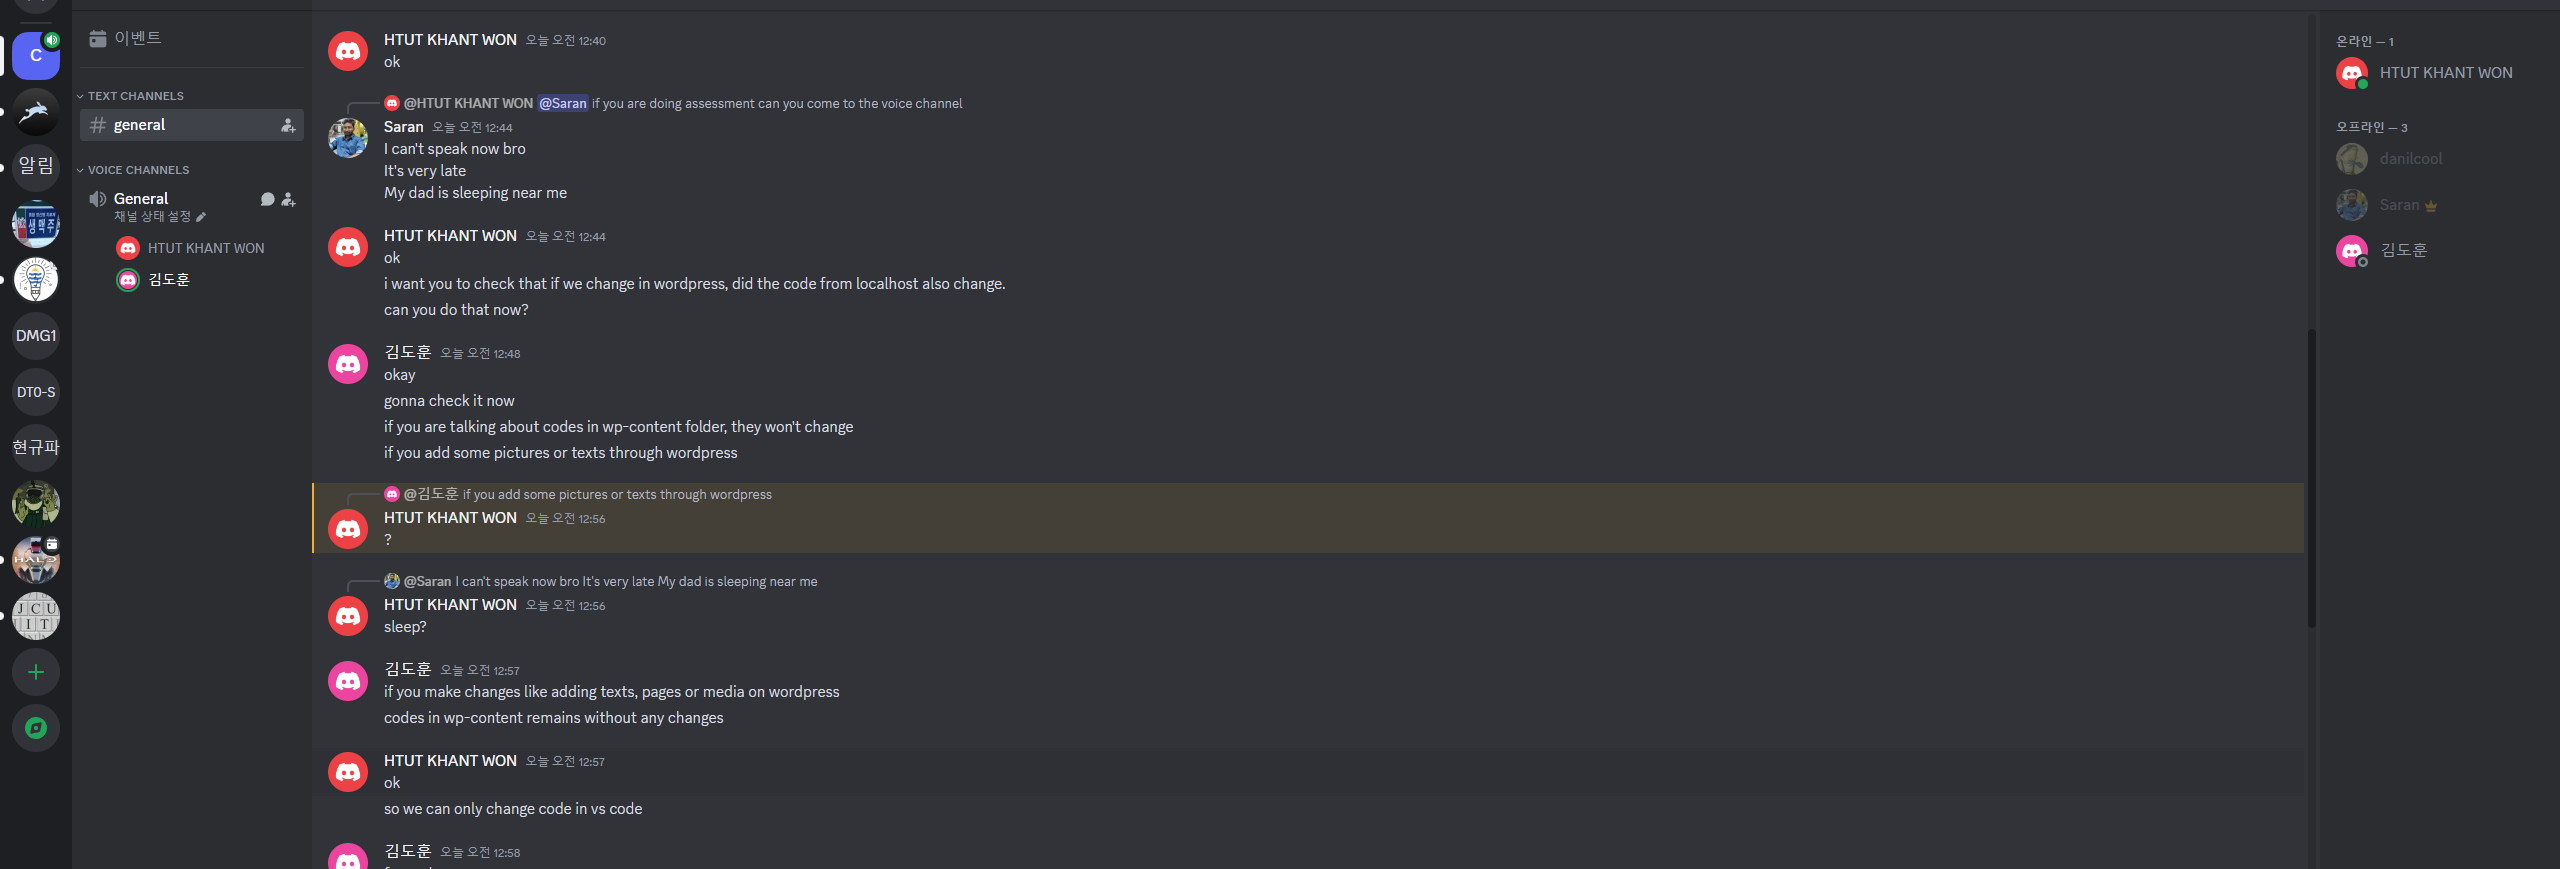 C
이벤트
TEXT CHANNELS
general
VOICE CHANNELS
General
채널 상태 설정
HTUT KHANT WON
김도훈
알림
생맥주
DMG1
DT0-S
현규파
HALO
JCU
IT
HTUT KHANT WON 오늘 오전 12:40
ok
@HTUT KHANT WON @Saran if you are doing assessment can you come to the voice channel
Saran 오늘 오전 12:44
I can't speak now bro
It's very late
My dad is sleeping near me
HTUT KHANT WON 오늘 오전 12:44
ok
i want you to check that if we change in wordpress, did the code from localhost also change.
can you do that now?
김도훈 오늘 오전 12:48
okay
gonna check it now
if you are talking about codes in wp-content folder, they won't change
if you add some pictures or texts through wordpress
@김도훈 if you add some pictures or texts through wordpress
HTUT KHANT WON 오늘 오전 12:56
?
@Saran I can't speak now bro It's very late My dad is sleeping near me
HTUT KHANT WON 오늘 오전 12:56
sleep?
김도훈 오늘 오전 12:57
if you make changes like adding texts, pages or media on wordpress
codes in wp-content remains without any changes
HTUT KHANT WON 오늘 오전 12:57
ok
so we can only change code in vs code
김도훈 오늘 오전 12:58
온라인 — 1
HTUT KHANT WON
오프라인 — 3
danilcool
Saran
김도훈